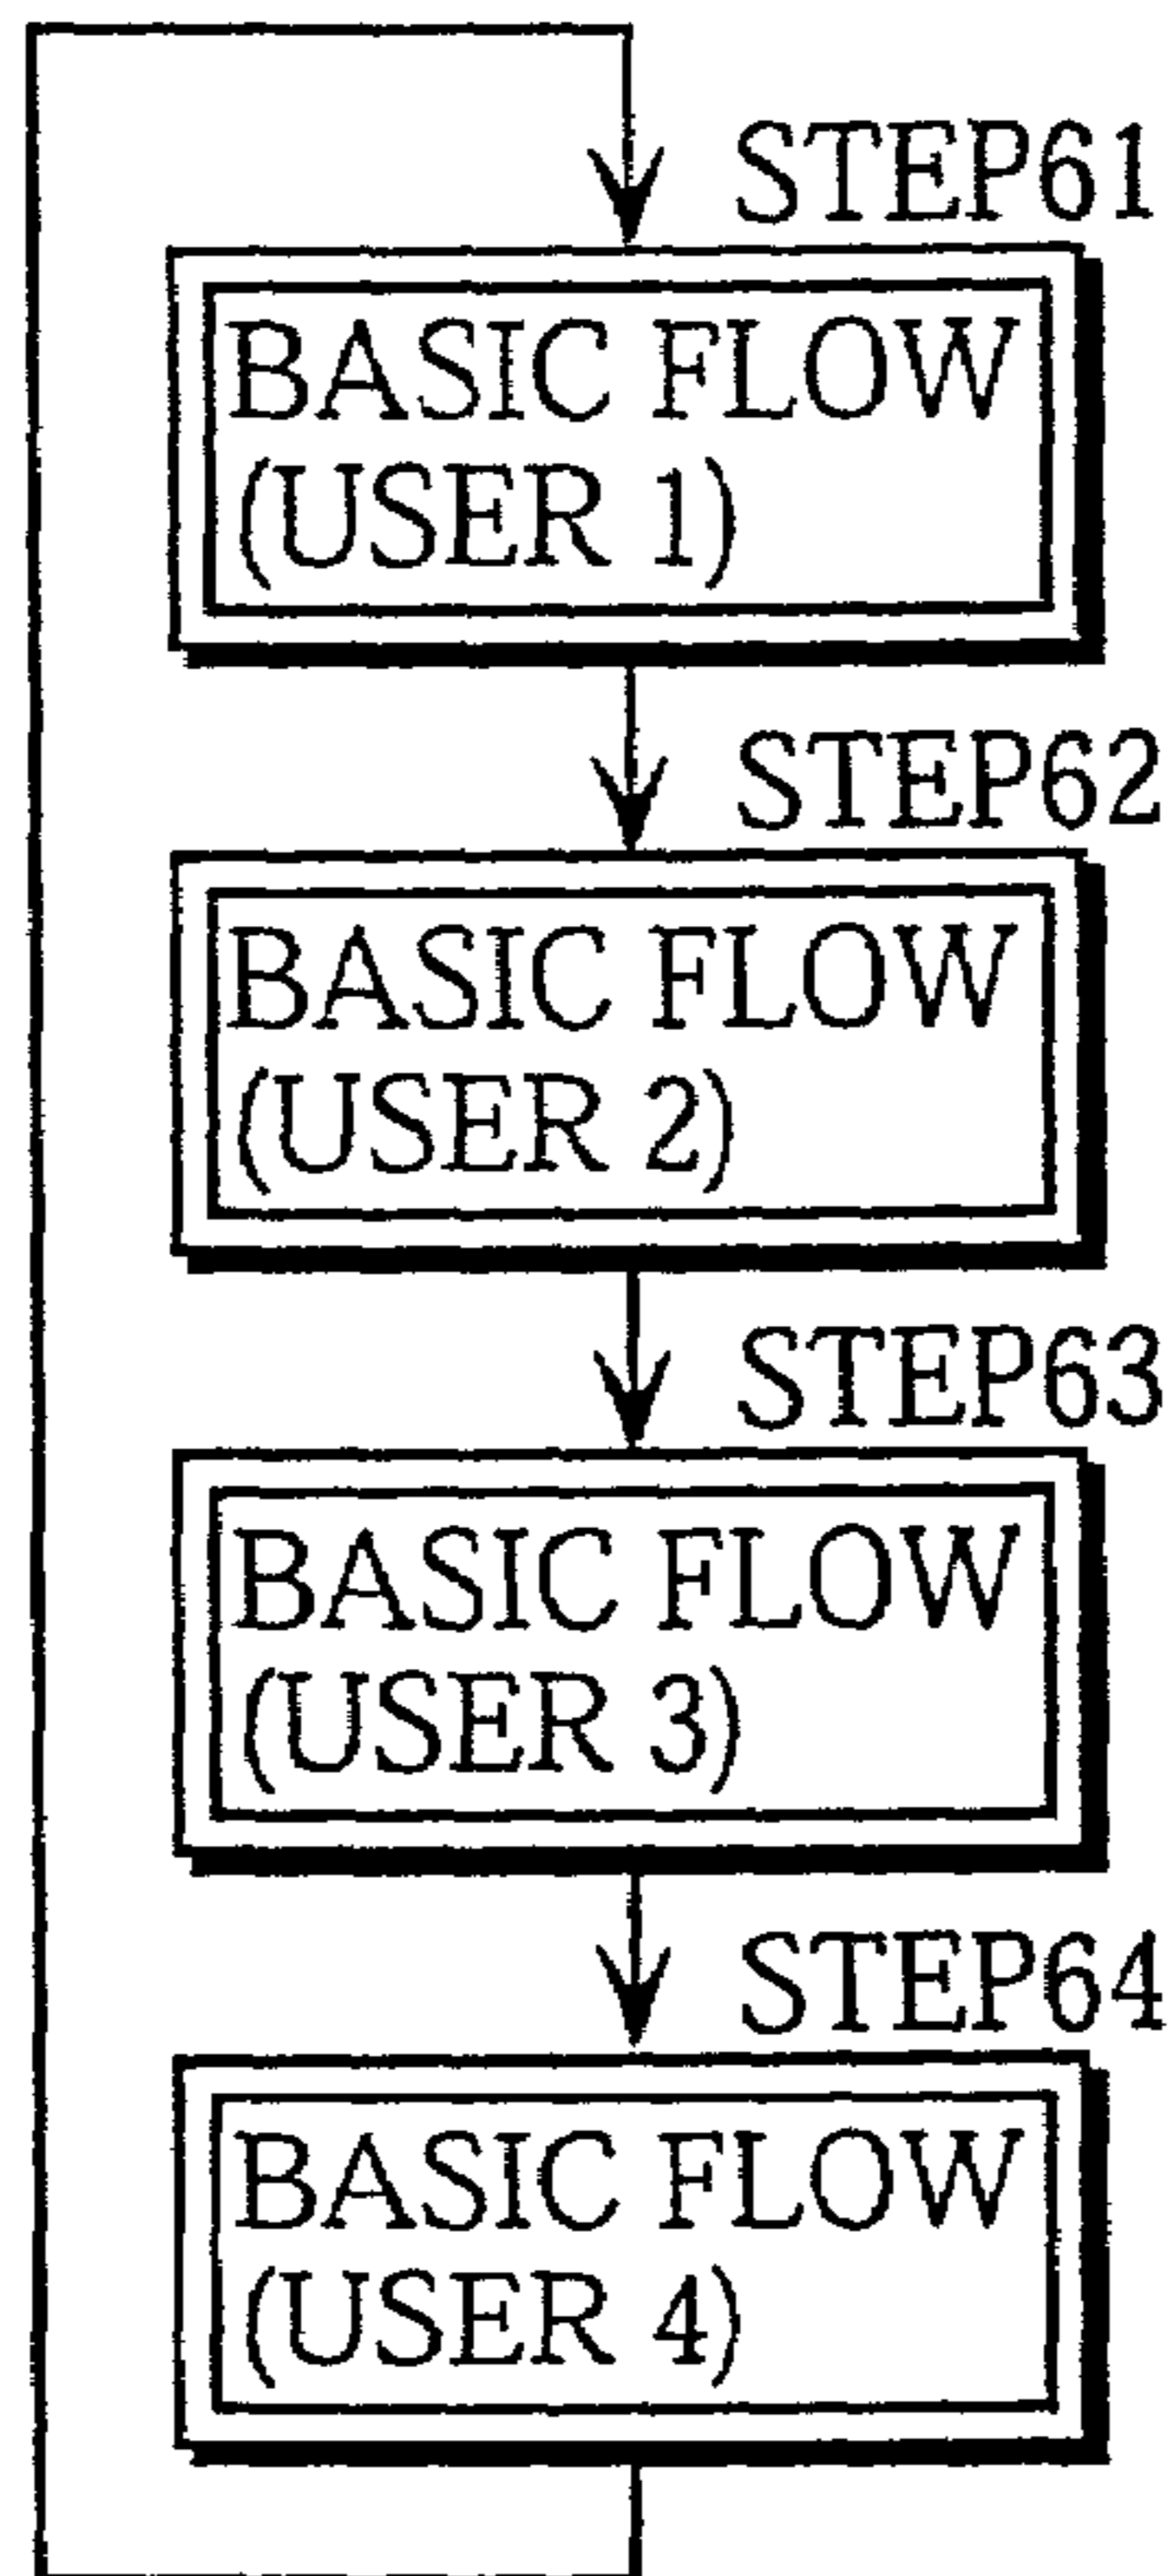 STEP61
BASIC FLOW
(USER 1)
STEP62
BASIC FLOW
(USER 2)
STEP63
BASIC FLOW
(USER 3)
STEP64
BASIC FLOW
(USER 4)